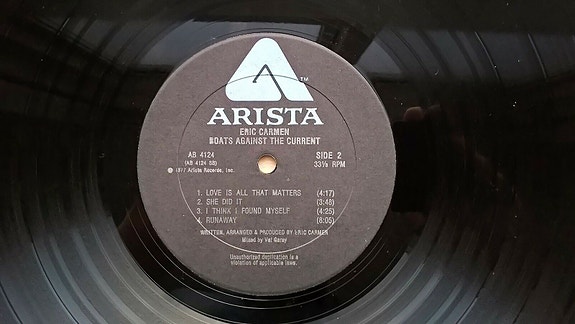 TM
ARISTA
ERIC CARMEN
BOATS AGAINST THE CURRENT
AB 4124
(AB 4124 SB)
℗ 1977 Arista Records, Inc.
SIDE 2
33⅓ RPM
1. LOVE IS ALL THAT MATTERS (4:17)
2. SHE DID IT (3:48)
3. I THINK I FOUND MYSELF (4:25)
4. RUNAWAY (8:05)
WRITTEN, ARRANGED & PRODUCED BY ERIC CARMEN
Mixed by Val Garay
Unauthorized duplication is a
violation of applicable laws.